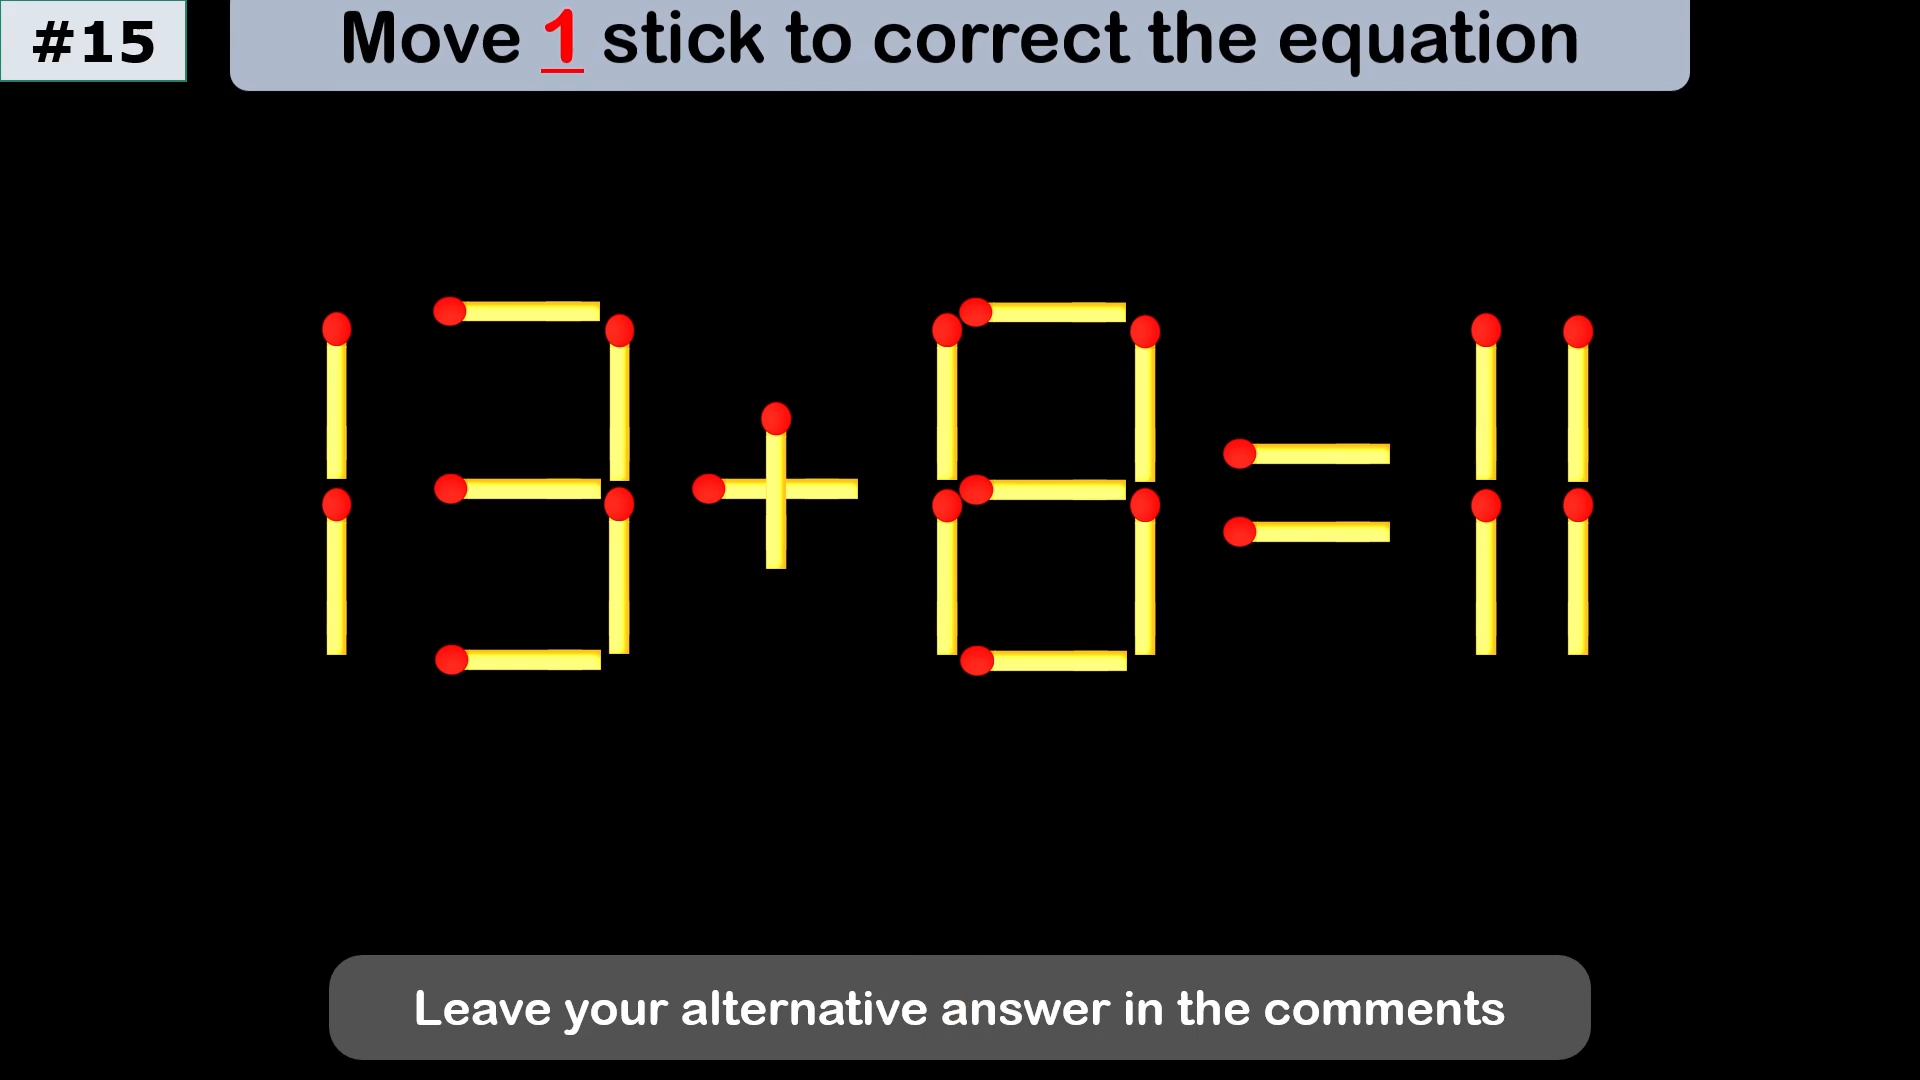 #15
Move 1 stick to correct the equation
13+8=11
Leave your alternative answer in the comments